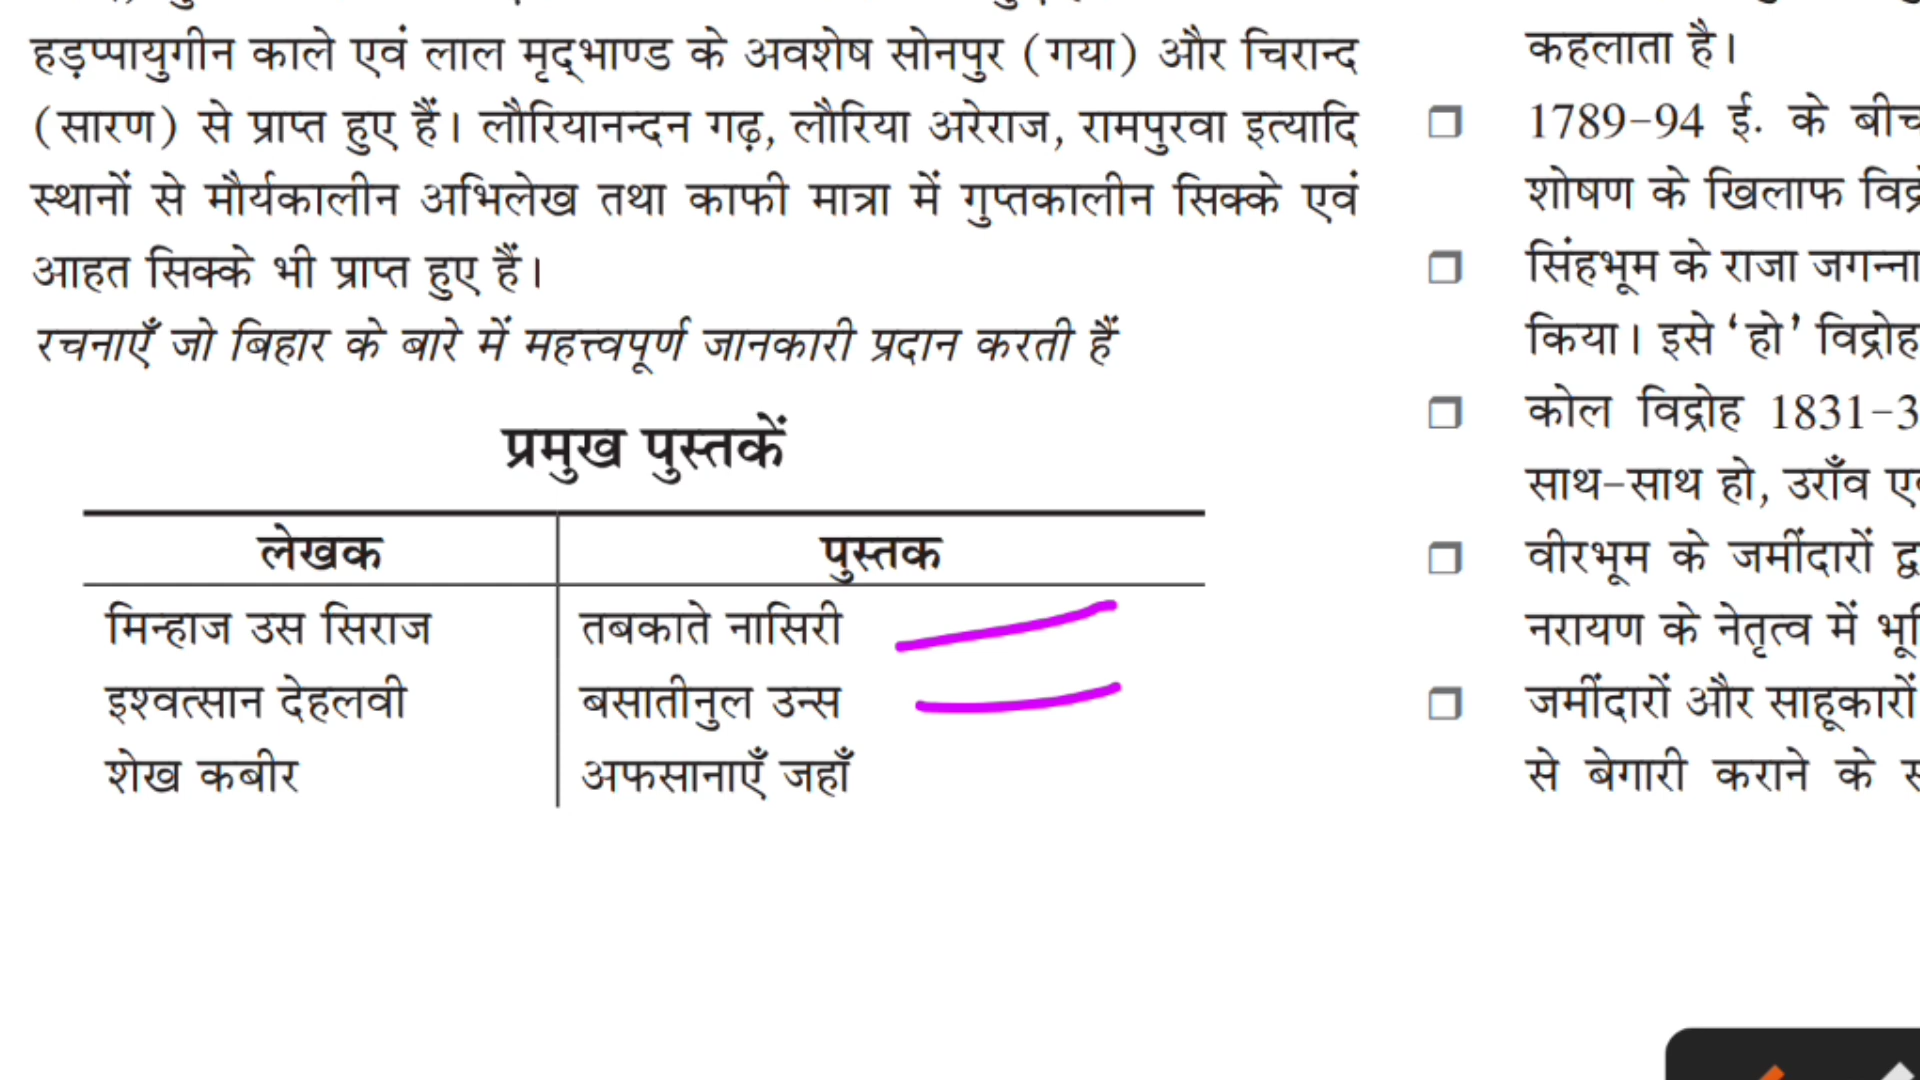 हड़प्पायुगीन काले एवं लाल मृद्भाण्ड के अवशेष सोनपुर (गया) और चिरान्द
(सारण) से प्राप्त हुए हैं। लौरियानन्दन गढ़, लौरिया अरेराज, रामपुरवा इत्यादि
स्थानों से मौर्यकालीन अभिलेख तथा काफी मात्रा में गुप्तकालीन सिक्के एवं
आहत सिक्के भी प्राप्त हुए हैं।
रचनाएँ जो बिहार के बारे में महत्त्वपूर्ण जानकारी प्रदान करती हैं
प्रमुख पुस्तकें
लेखक पुस्तक
मिन्हाज उस सिराज तबकाते नासिरी
इश्वत्सान देहलवी बसातीनुल उन्स
शेख कबीर अफसानाएँ जहाँ
कहलाता है।
1789-94 ई. के बीच
शोषण के खिलाफ
सिंहभूम के राजा
किया। इसे ‘हो’ विद्रोह
कोल विद्रोह
साथ-साथ हो, उराँव
वीरभूम के जमींदारों
नरायण के नेतृत्व में
जमींदारों और साहूकारों
से बेगारी कराने के